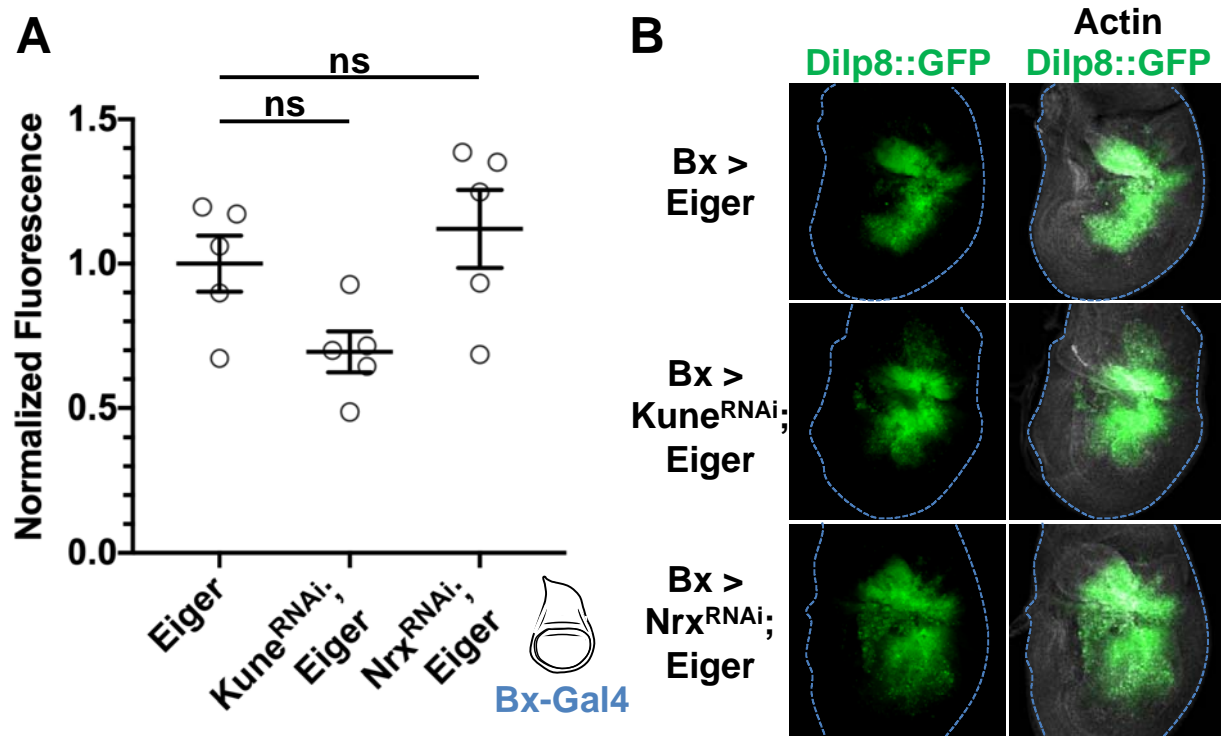 A
ns
ns
Normalized Fluorescence
1.5
1.0
0.5
0.0
Eiger
Kune^RNAi;
Eiger
Nrx^RNAi;
Eiger
Bx-Gal4
B
Dilp8::GFP
Actin
Dilp8::GFP
Bx >
Eiger
Bx >
Kune^RNAi;
Eiger
Bx >
Nrx^RNAi;
Eiger